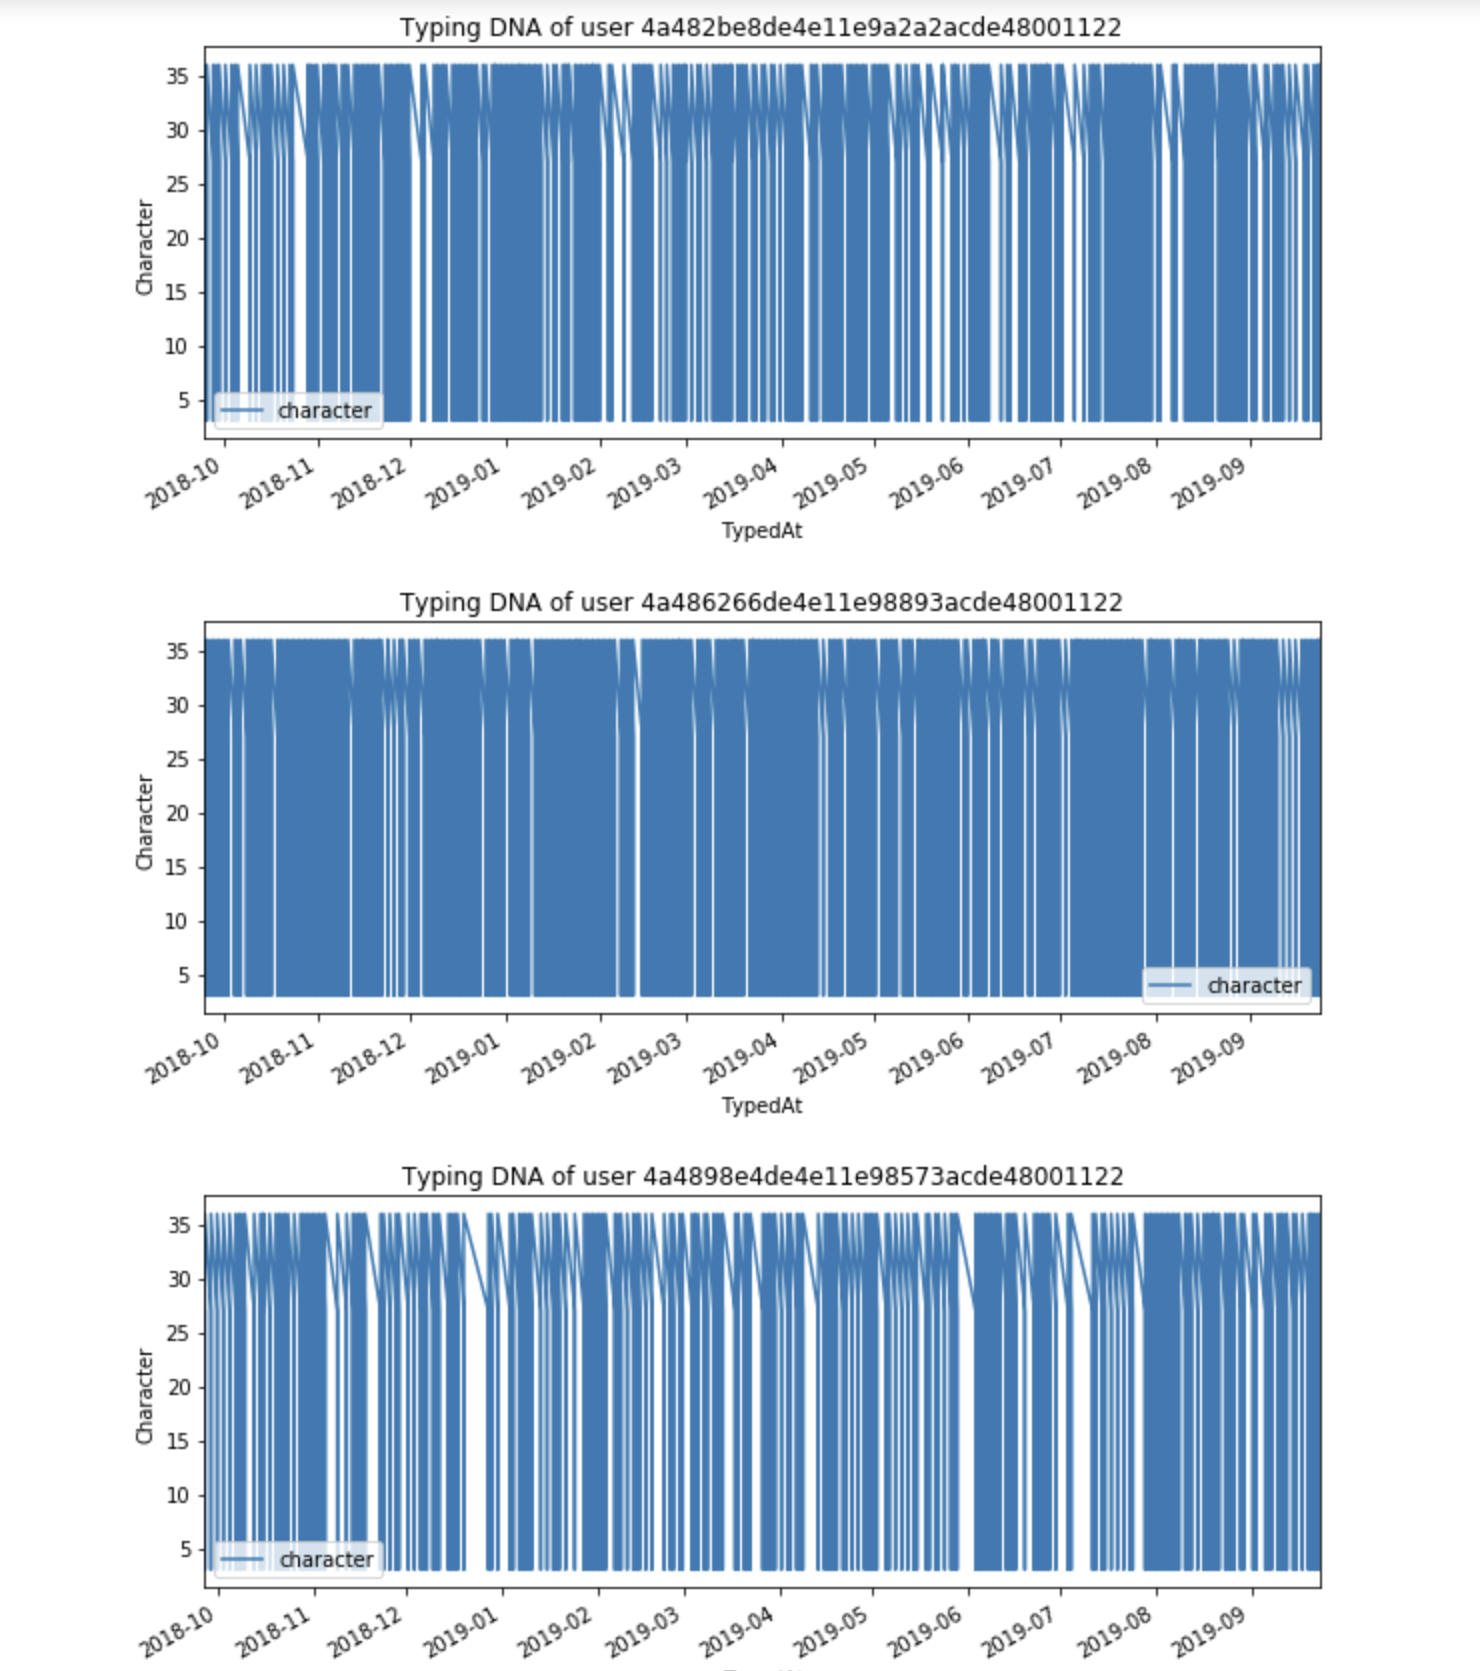 Typing DNA of user 4a482be8de4e11e9a2a2acde48001122
35
30
25
20
15
10
5
Character
character
2018-10 2018-11 2018-12 2019-01 2019-02 2019-03 2019-04 2019-05 2019-06 2019-07 2019-08 2019-09
TypedAt
Typing DNA of user 4a486266de4e11e98893acde48001122
35
30
25
20
15
10
5
Character
character
2018-10 2018-11 2018-12 2019-01 2019-02 2019-03 2019-04 2019-05 2019-06 2019-07 2019-08 2019-09
TypedAt
Typing DNA of user 4a4898e4de4e11e98573acde48001122
35
30
25
20
15
10
5
Character
character
2018-10 2018-11 2018-12 2019-01 2019-02 2019-03 2019-04 2019-05 2019-06 2019-07 2019-08 2019-09